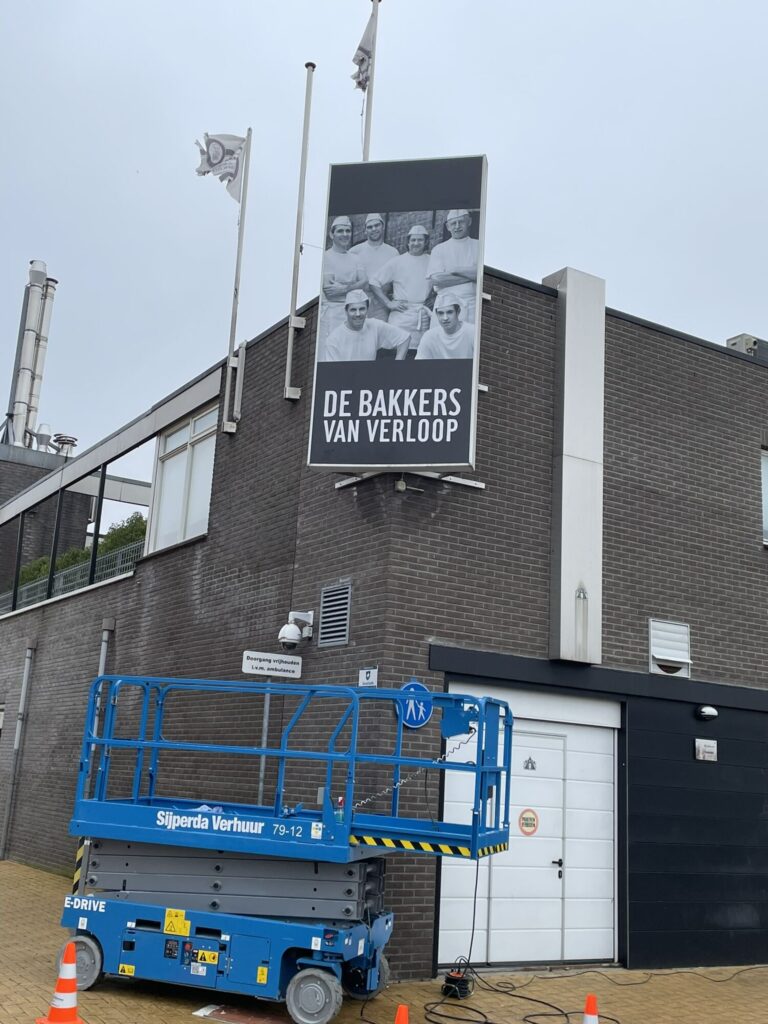 DE BAKKERS
VAN VERLOOP
Doorgang vrijhouden
i.v.m. ambulance
Sijperda Verhuur 79-12
E-DRIVE